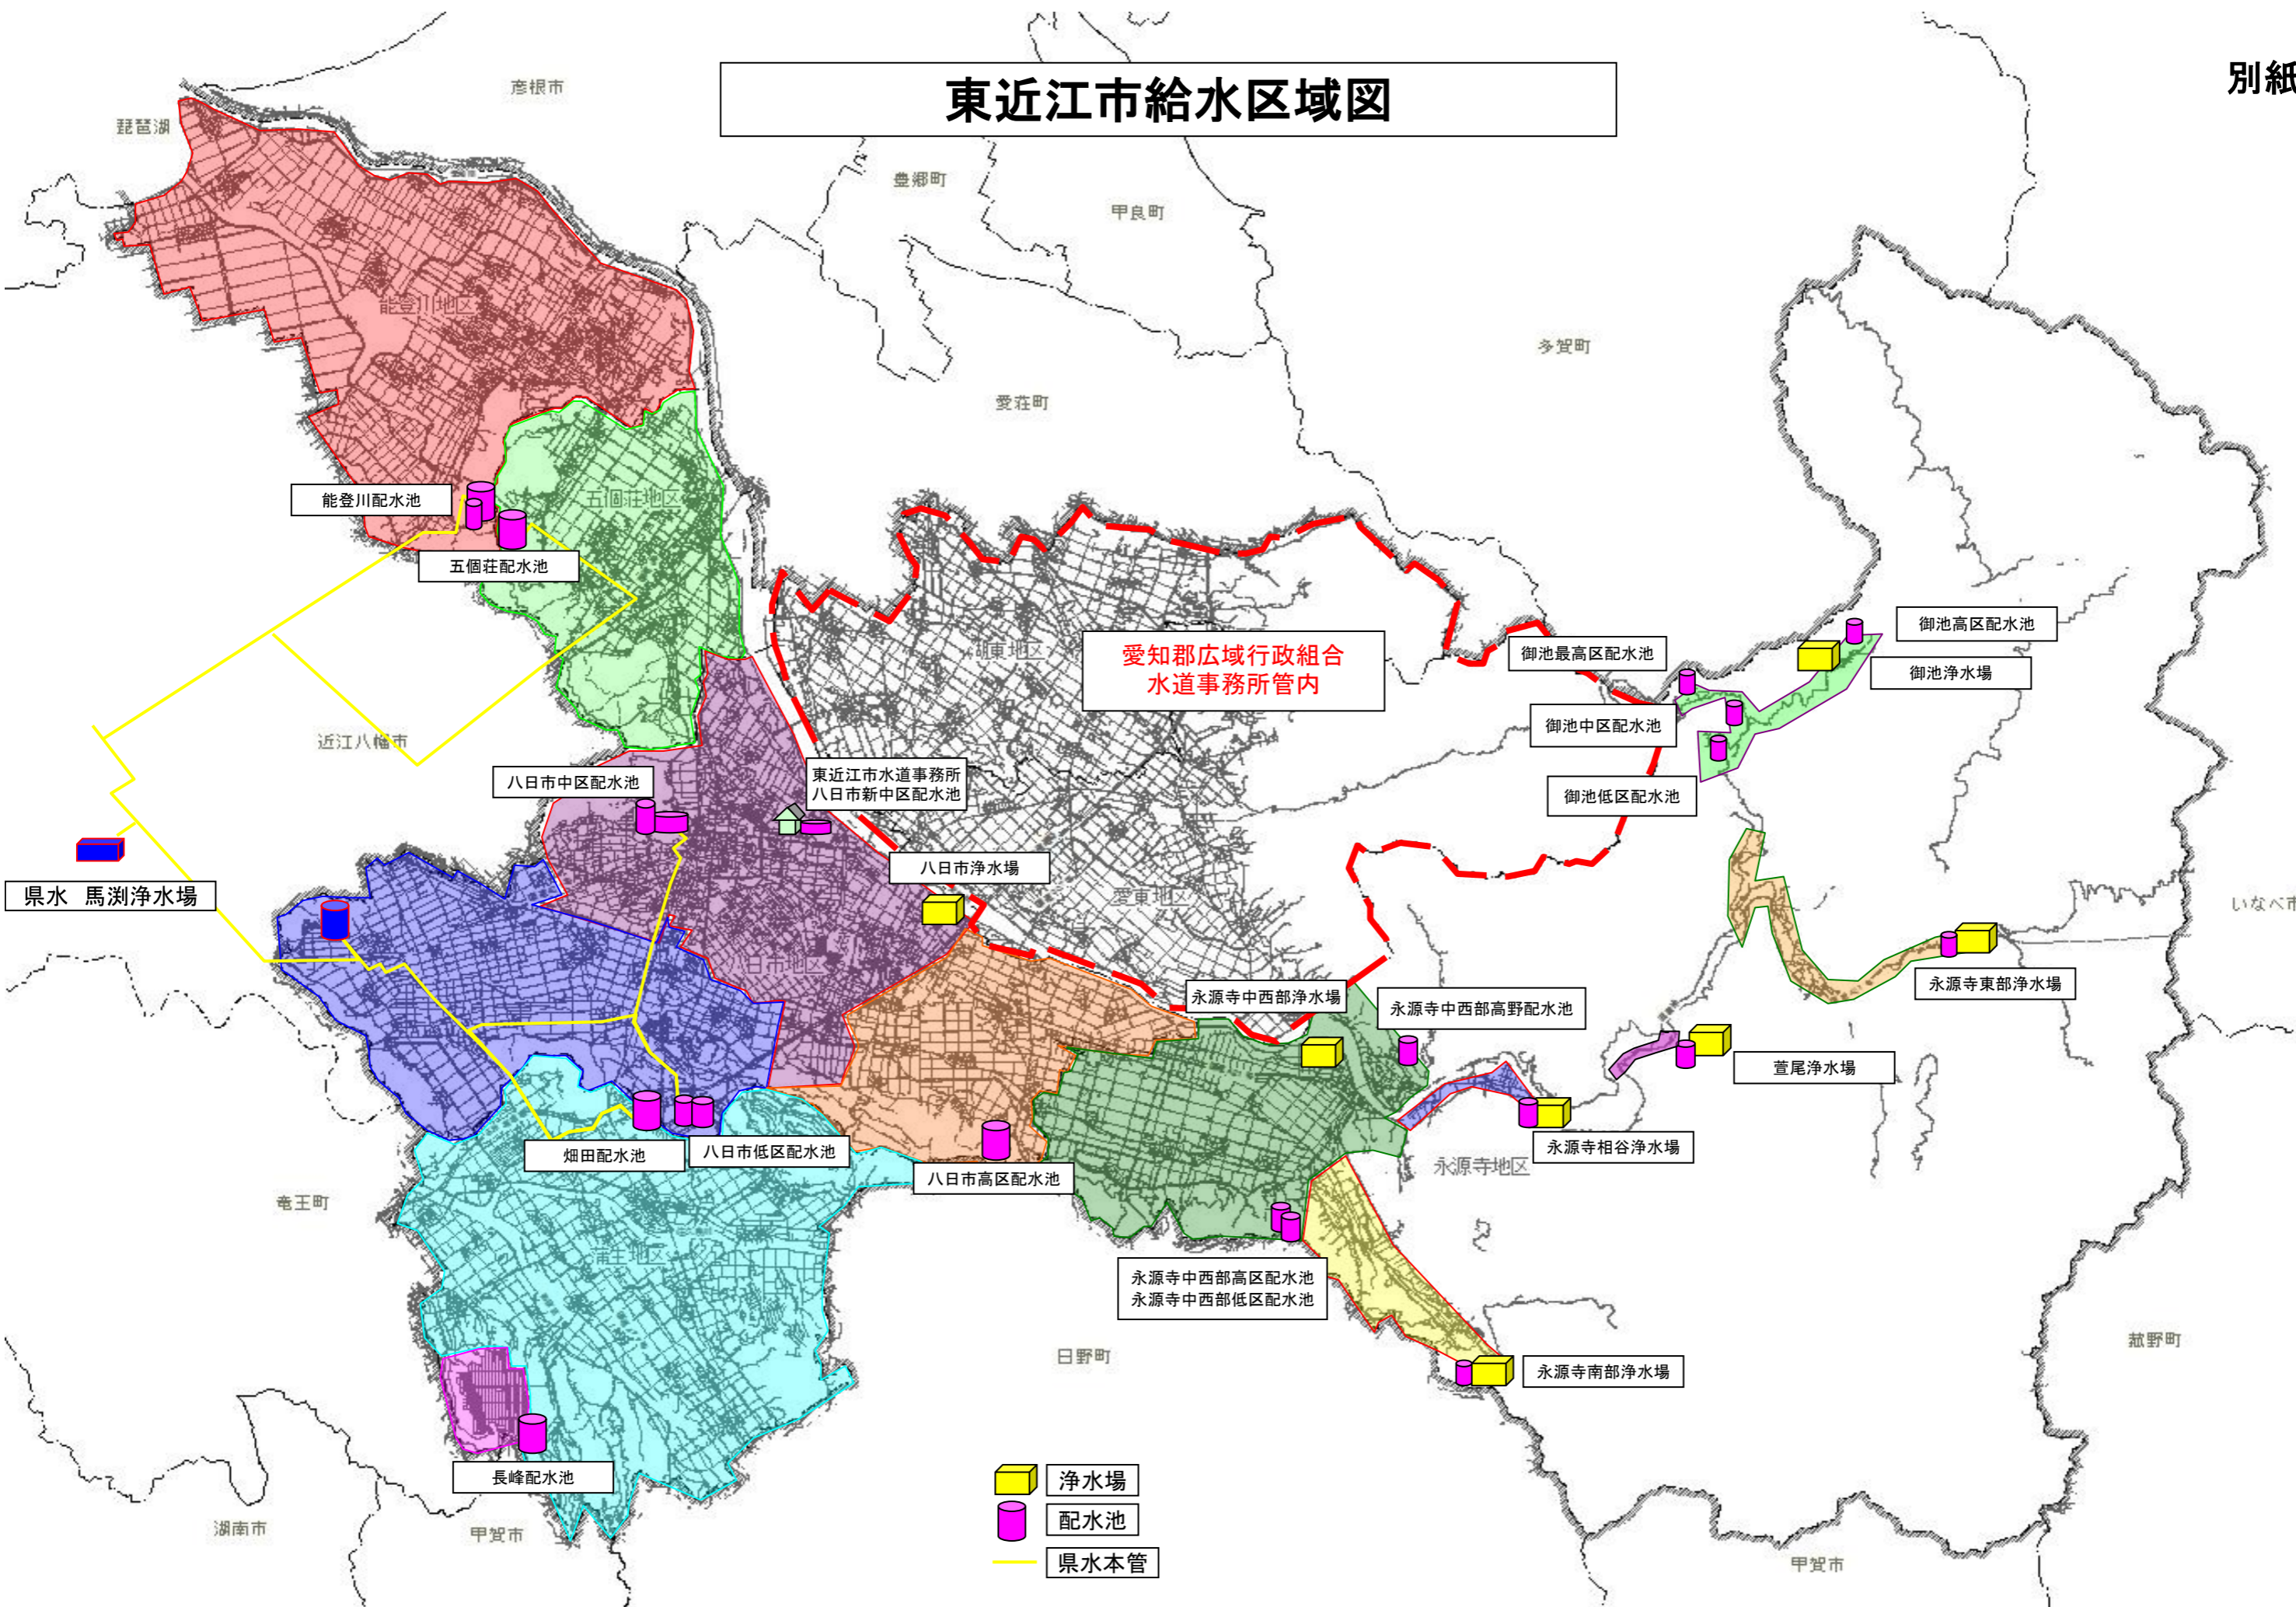 東近江市給水区域図
別紙
彦根市
琵琶湖
豊郷町
甲良町
多賀町
愛荘町
能登川地区
能登川配水池
五個荘地区
五個荘配水池
湖東地区
愛知郡広域行政組合
水道事務所管内
御池最高区配水池
御池高区配水池
御池浄水場
御池中区配水池
御池低区配水池
近江八幡市
八日市中区配水池
東近江市水道事務所
八日市新中区配水池
八日市浄水場
県水 馬渕浄水場
愛東地区
いなべ市
日市地区
永源寺中西部浄水場
永源寺中西部高野配水池
永源寺東部浄水場
萱尾浄水場
永源寺相谷浄水場
永源寺地区
畑田配水池
八日市低区配水池
八日市高区配水池
竜王町
蒲生地区
永源寺中西部高区配水池
永源寺中西部低区配水池
日野町
菰野町
永源寺南部浄水場
長峰配水池
浄水場
配水池
県水本管
湖南市
甲賀市
甲賀市